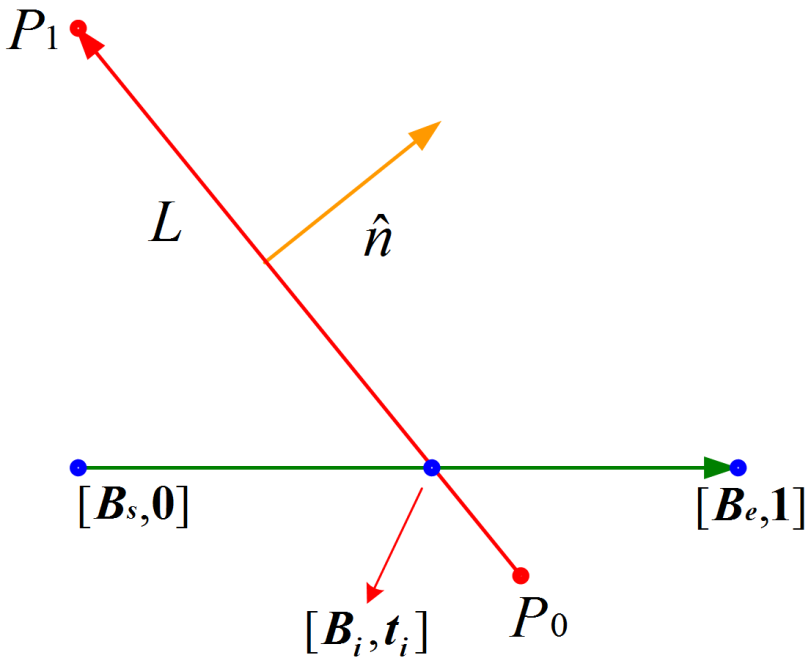 P₁
L
n̂
[Bₛ,0]
[Bₑ,1]
[Bᵢ,tᵢ]
P₀